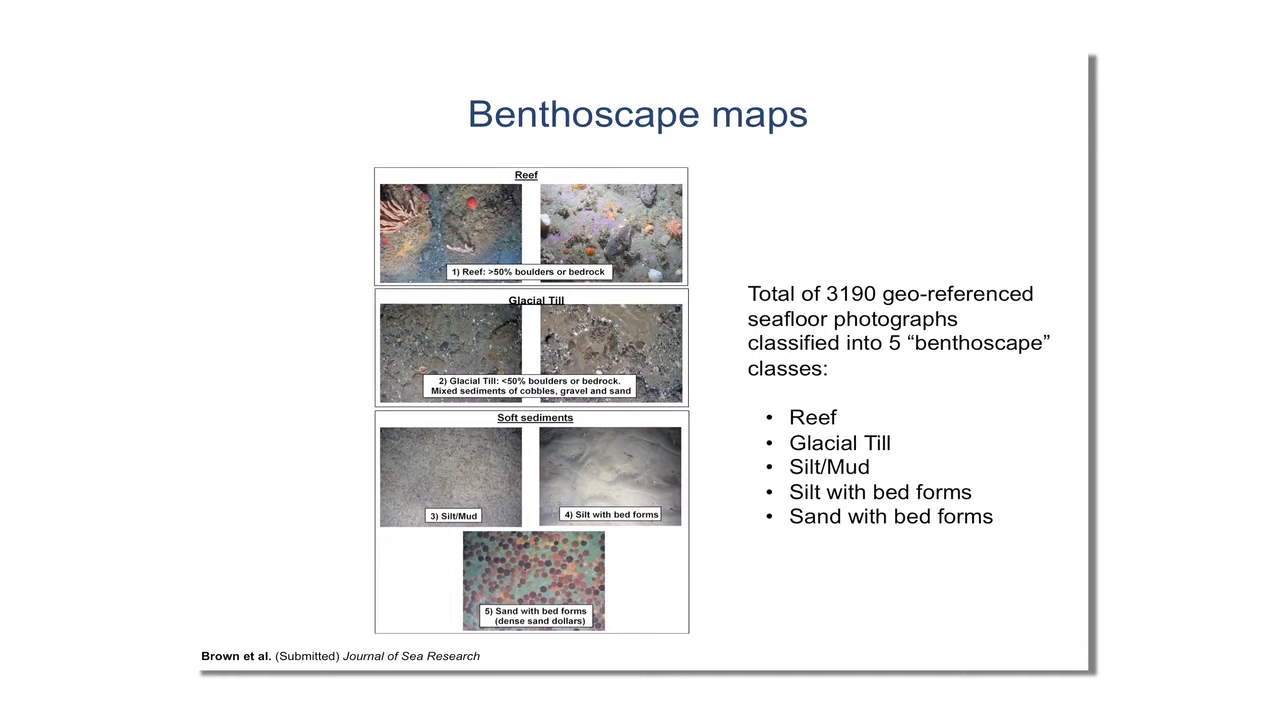 Benthoscape maps
Reef
1) Reef: >50% boulders or bedrock
Glacial Till
2) Glacial Till: <50% boulders or bedrock.
Mixed sediments of cobbles, gravel and sand
Soft sediments
3) Silt/Mud
4) Silt with bed forms
5) Sand with bed forms
(dense sand dollars)
Total of 3190 geo-referenced
seafloor photographs
classified into 5 “benthoscape”
classes:
• Reef
• Glacial Till
• Silt/Mud
• Silt with bed forms
• Sand with bed forms
Brown et al. (Submitted) Journal of Sea Research